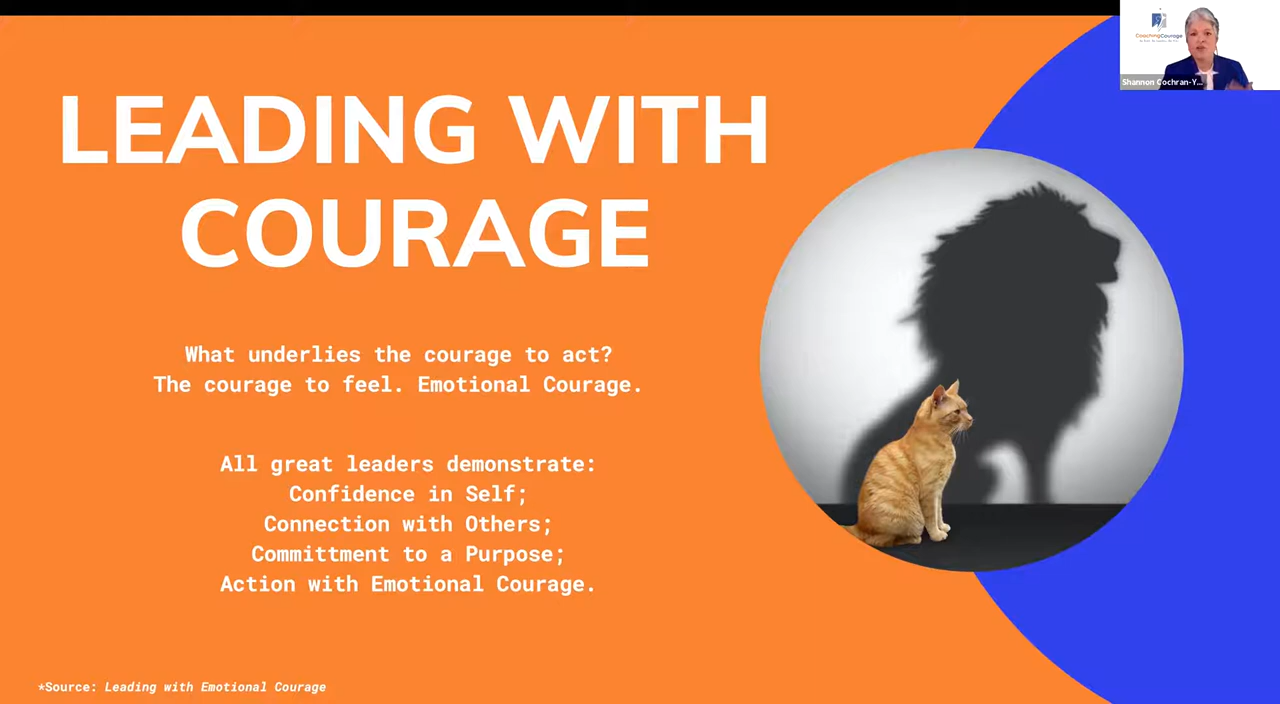 LEADING WITH
COURAGE
What underlies the courage to act?
The courage to feel. Emotional Courage.
All great leaders demonstrate:
Confidence in Self;
Connection with Others;
Committment to a Purpose;
Action with Emotional Courage.
*Source: Leading with Emotional Courage
CoachingCourage
Shannon Cochran-Y...